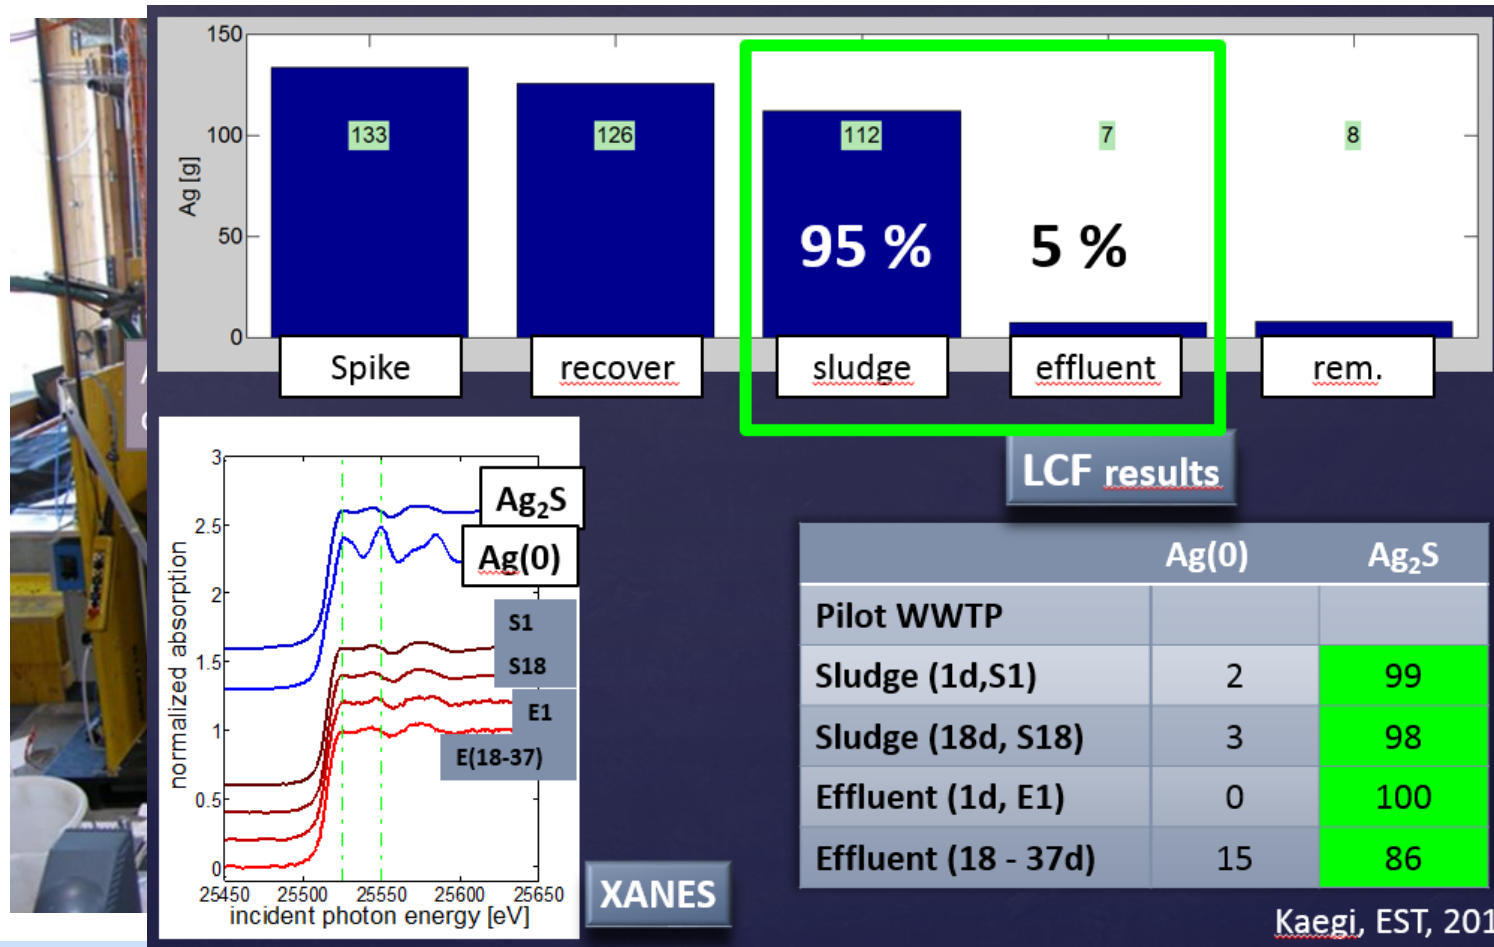 150
100
50
0
Ag [g]
133
126
112
7
8
95 %
5 %
Spike
recover
sludge
effluent
rem.
LCF results
3
2.5
2
1.5
1
0.5
0
normalized absorption
Ag₂S
Ag(0)
S1
S18
E1
E(18-37)
25450 25500 25550 25600 25650
incident photon energy [eV]
XANES
Ag(0) Ag₂S
Pilot WWTP
Sludge (1d,S1) 2 99
Sludge (18d, S18) 3 98
Effluent (1d, E1) 0 100
Effluent (18 - 37d) 15 86
Kaegi, EST, 201